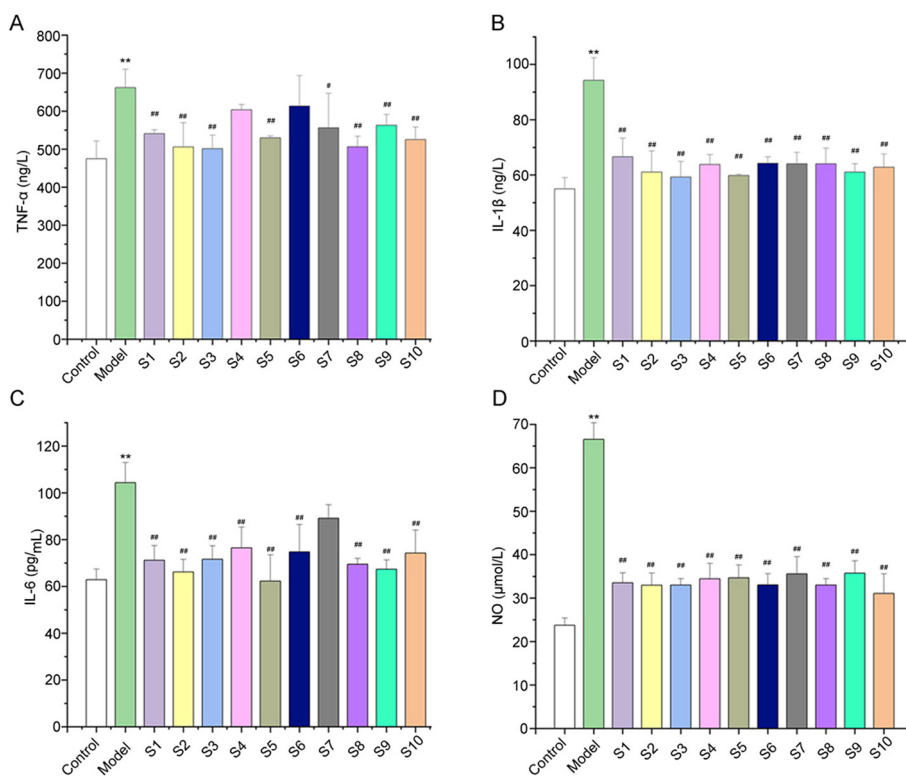 A
TNF-α (ng/L)
800
700
600
500
400
300
200
100
0
**
##
##
##
##
#
##
##
##
Control
Model
S1
S2
S3
S4
S5
S6
S7
S8
S9
S10
B
IL-1β (ng/L)
100
80
60
40
20
0
**
##
##
##
##
##
##
##
##
##
##
Control
Model
S1
S2
S3
S4
S5
S6
S7
S8
S9
S10
C
IL-6 (pg/mL)
120
100
80
60
40
20
0
**
##
##
##
##
##
##
##
##
##
Control
Model
S1
S2
S3
S4
S5
S6
S7
S8
S9
S10
D
NO (μmol/L)
70
60
50
40
30
20
10
0
**
##
##
##
##
##
##
##
##
##
##
Control
Model
S1
S2
S3
S4
S5
S6
S7
S8
S9
S10